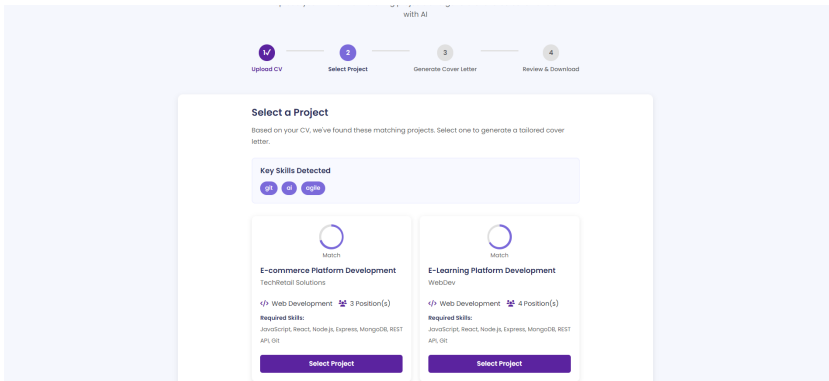 with AI
1 2 3 4
Upload CV Select Project Generate Cover Letter Review & Download
Select a Project
Based on your CV, we've found these matching projects. Select one to generate a tailored cover
letter.
Key Skills Detected
git ai agile
Match
E-commerce Platform Development
TechRetail Solutions
</> Web Development 3 Position(s)
Required Skills:
JavaScript, React, Node.js, Express, MongoDB, REST
API, Git
Select Project
Match
E-Learning Platform Development
WebDev
</> Web Development 4 Position(s)
Required Skills:
JavaScript, React, Node.js, Express, MongoDB, REST
API, Git
Select Project